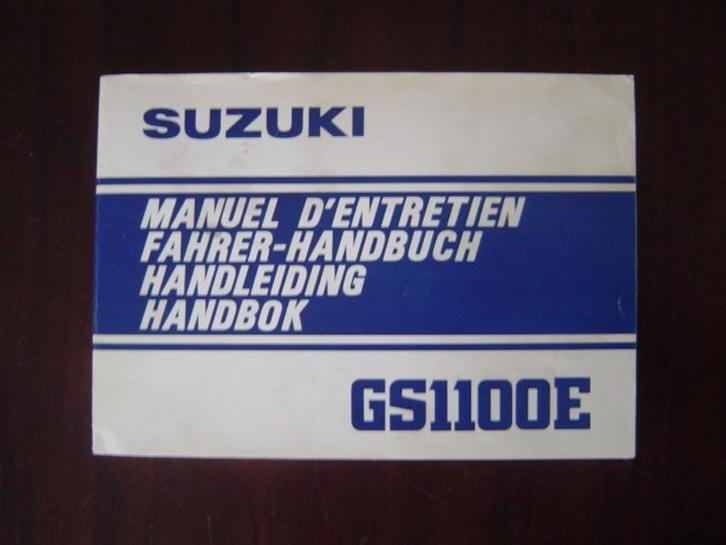 SUZUKI
MANUEL D'ENTRETIEN
FAHRER-HANDBUCH
HANDLEIDING
HANDBOK
GS1100E